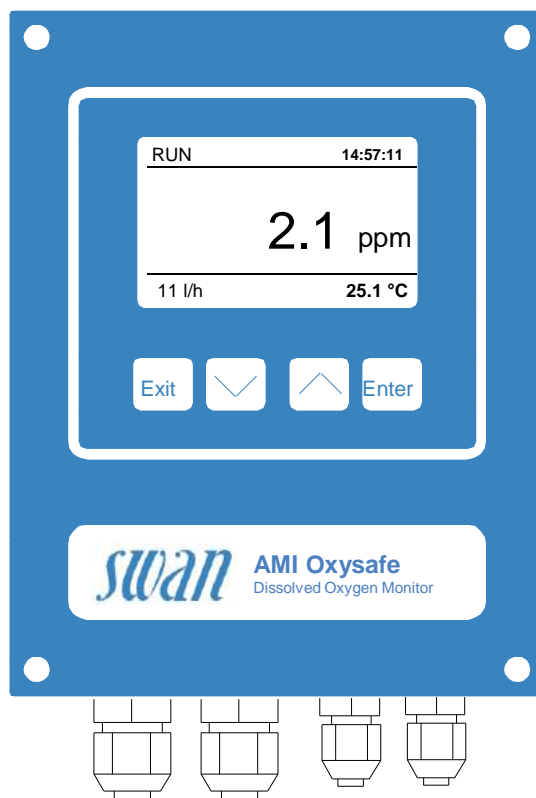 RUN 14:57:11
2.1 ppm
11 l/h 25.1 °C
Exit Enter
swan AMI Oxysafe
Dissolved Oxygen Monitor